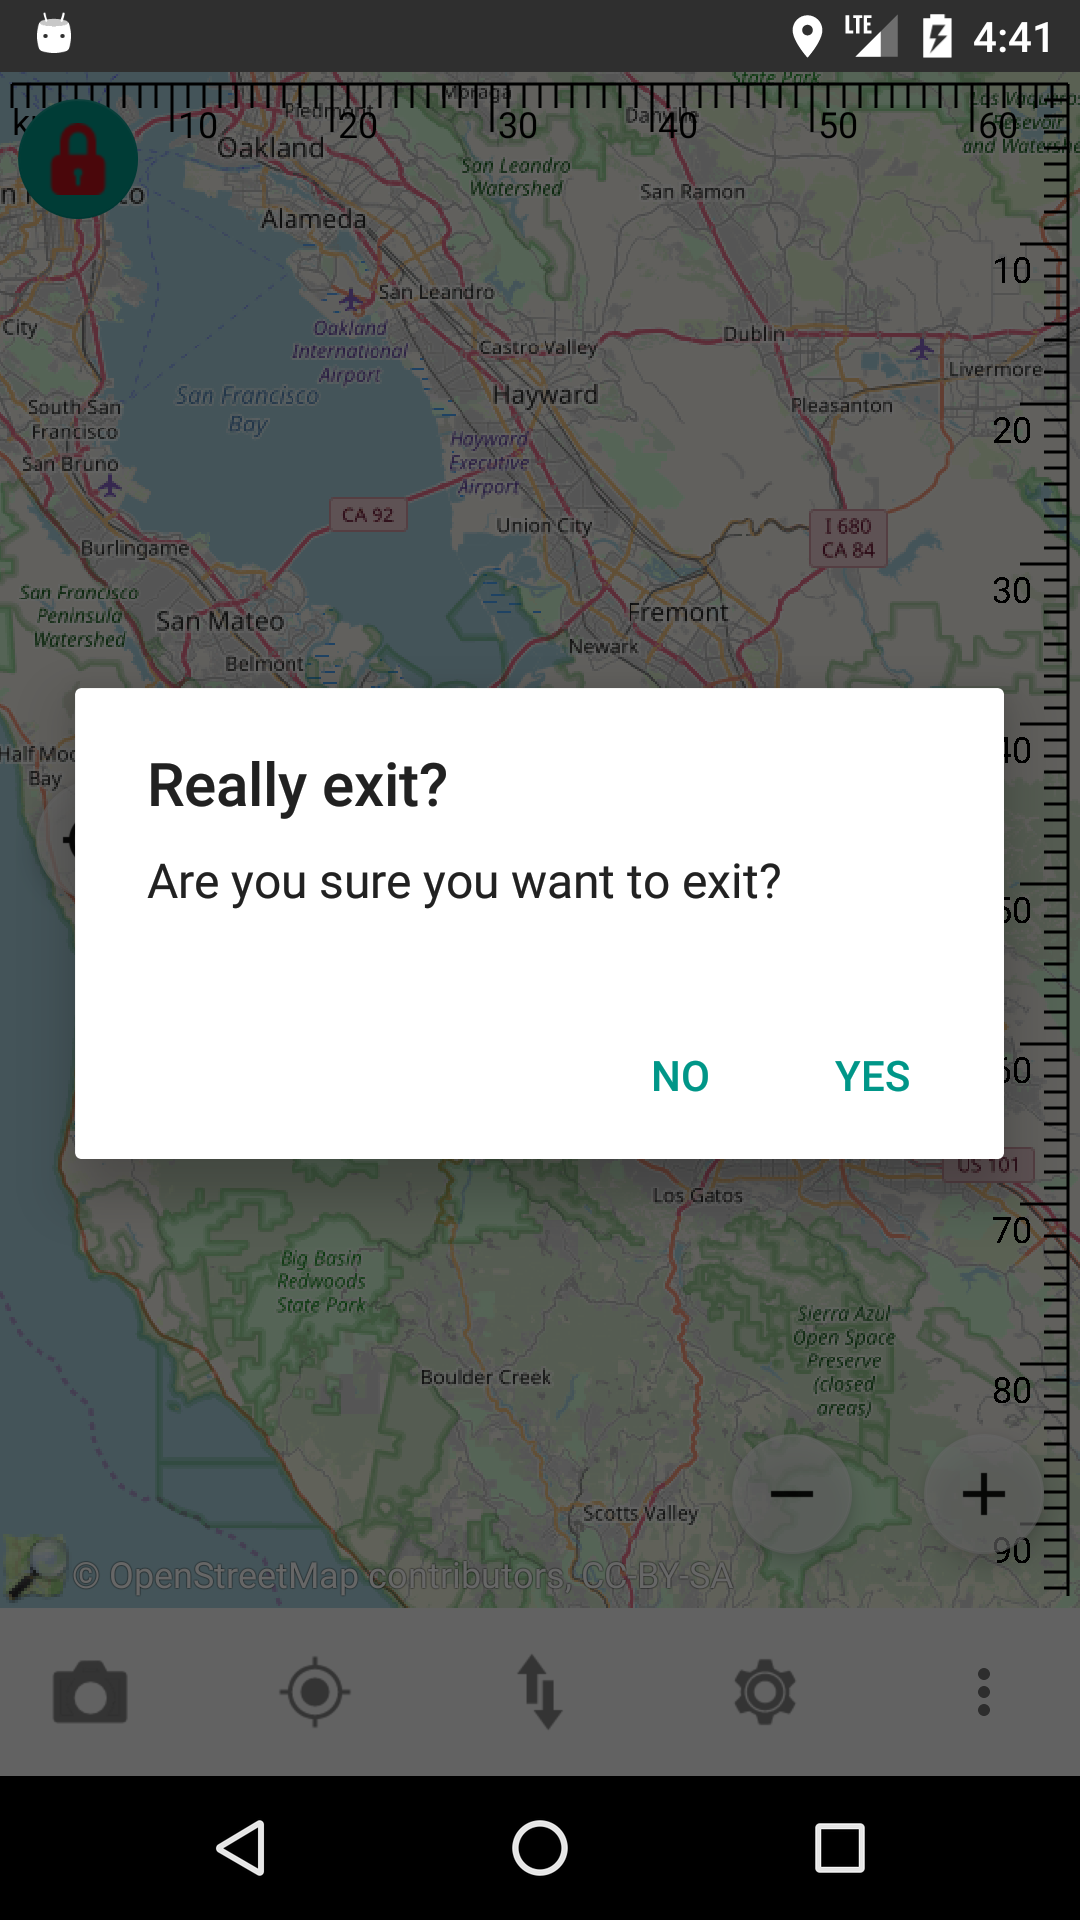 4:41
LTE
State Park
Moraga
Piedmont
Danville
10
20
30
40
50
60
Oakland
San Leandro
Watershed
and Watershe
San Ramon
Alameda
10
San Leandro
City
Oakland
International
Airport
Dublin
Castro Valley
Livermore
San Francisco
Bay
Hayward
South San
Francisco
Pleasanton
20
Hayward
Executive
Airport
San Bruno
CA 92
Union City
I 680
CA 84
Burlingame
San Francisco
Peninsula
Watershed
30
San Mateo
Fremont
Newark
Belmont
Half Moo
Bay
Really exit?
Are you sure you want to exit?
NO
YES
US 101
Los Gatos
70
Big Basin
Redwoods
State Park
Sierra Azul
Open Space
Preserve
(closed
areas)
Boulder Creek
80
Scotts Valley
90
© OpenStreetMap contributors, CC-BY-SA